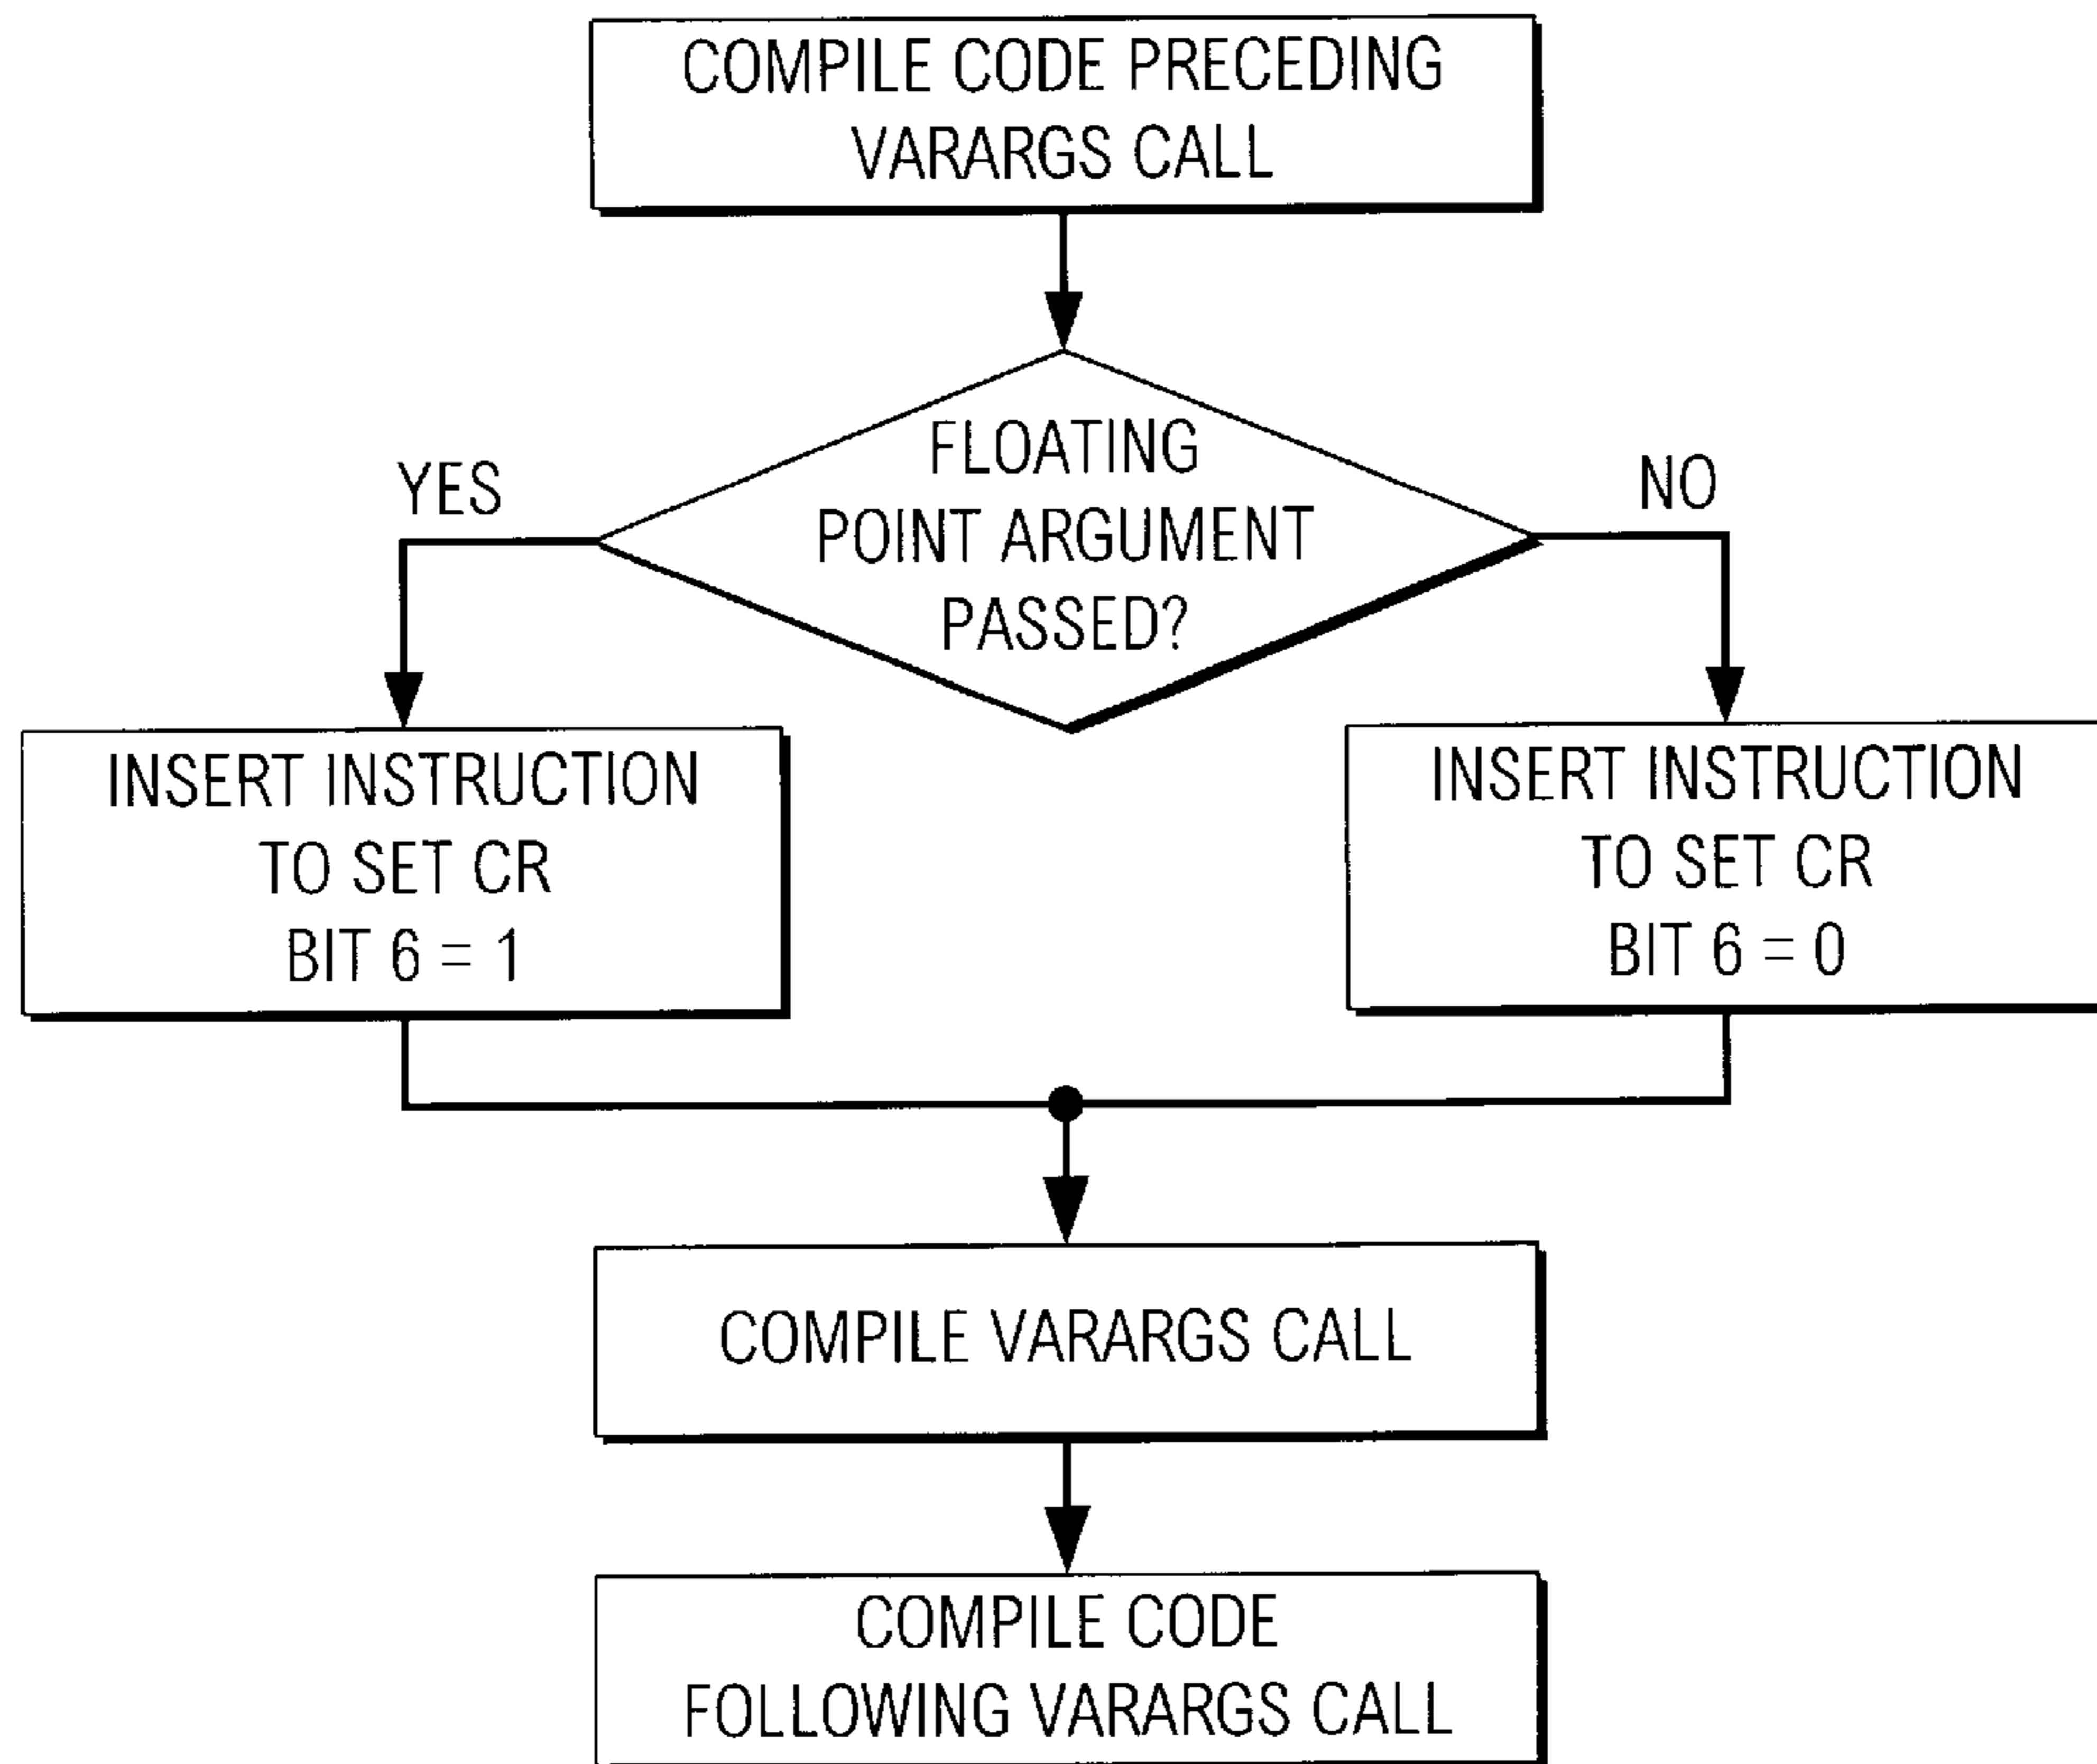 COMPILE CODE PRECEDING
VARARGS CALL
FLOATING
POINT ARGUMENT
PASSED?
YES
NO
INSERT INSTRUCTION
TO SET CR
BIT 6 = 1
INSERT INSTRUCTION
TO SET CR
BIT 6 = 0
COMPILE VARARGS CALL
COMPILE CODE
FOLLOWING VARARGS CALL